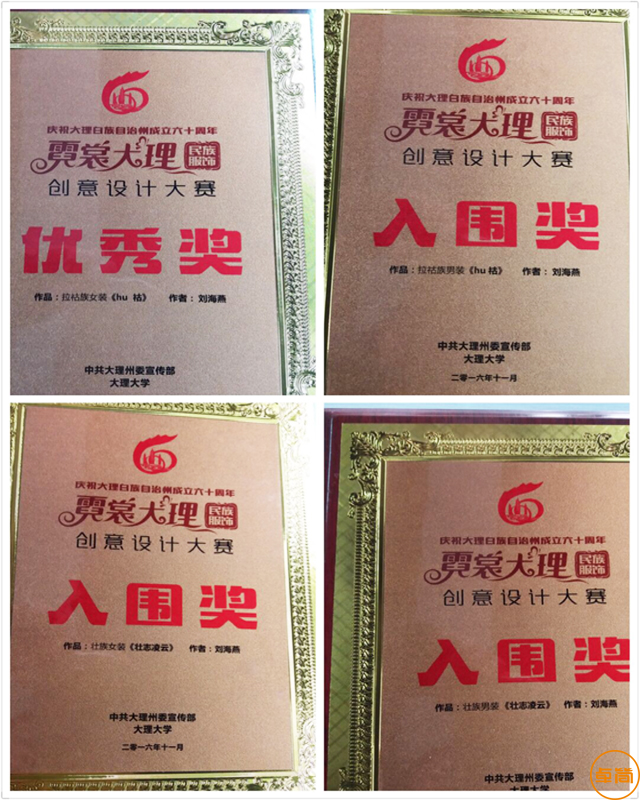 庆祝大理白族自治州成立六十周年
霓裳大理 民族服饰
创意设计大赛
优秀奖
作品：拉祜族女装《hu 祜》 作者：刘海燕
中共大理州委宣传部
大理大学
庆祝大理白族自治州成立六十周年
霓裳大理 民族服饰
创意设计大赛
入围奖
作品：拉祜族男装《hu 祜》 作者：刘海燕
中共大理州委宣传部
大理大学
二零一六年十一月
庆祝大理白族自治州成立六十周年
霓裳大理 民族服饰
创意设计大赛
入围奖
作品：壮族女装《壮志凌云》 作者：刘海燕
中共大理州委宣传部
大理大学
二零一六年十一月
庆祝大理白族自治州成立六十周年
霓裳大理 民族服饰
创意设计大赛
入围奖
作品：壮族男装《壮志凌云》 作者：刘海燕
中共大理州委宣传部
大理大学